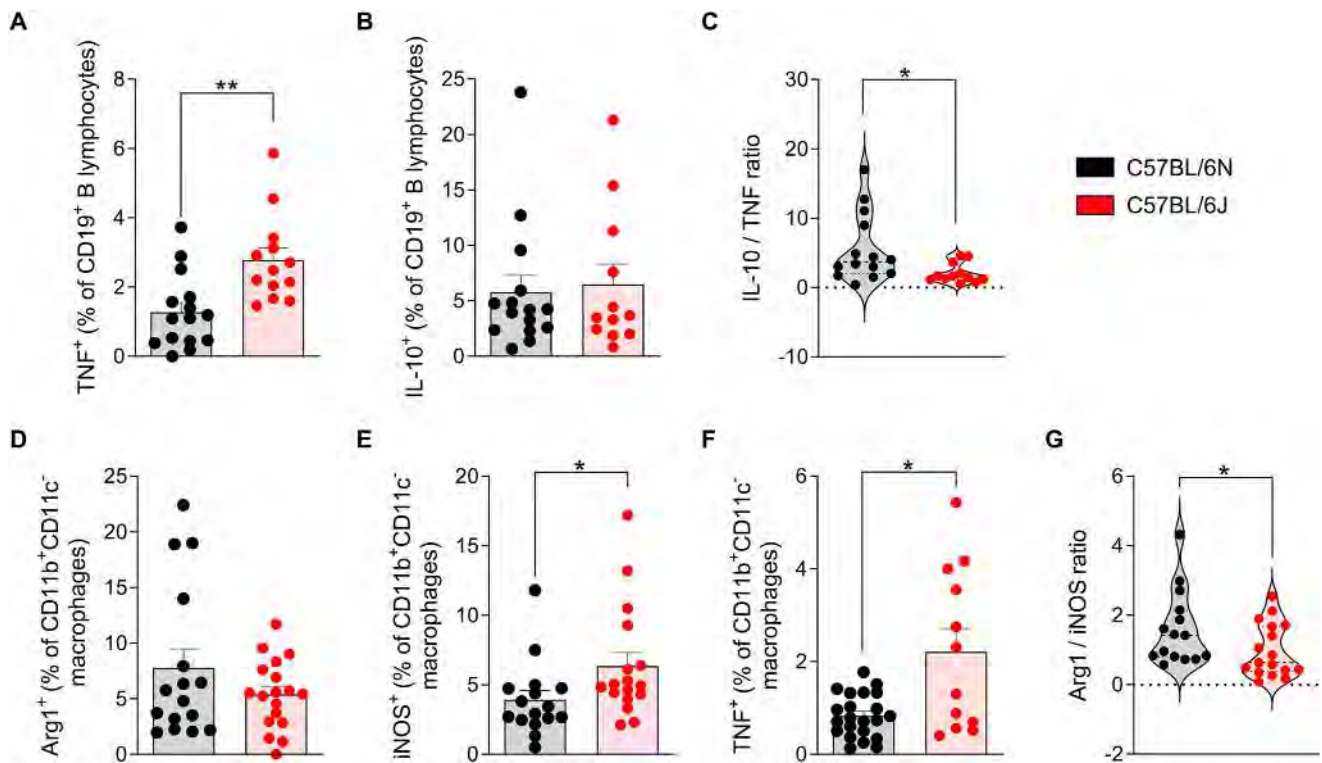 A
TNF⁺ (% of CD19⁺ B lymphocytes)
8
6
4
2
0
**
B
IL-10⁺ (% of CD19⁺ B lymphocytes)
25
20
15
10
5
0
C
IL-10 / TNF ratio
30
20
10
0
-10
*
C57BL/6N
C57BL/6J
D
Arg1⁺ (% of CD11b⁺CD11c⁻
macrophages)
25
20
15
10
5
0
E
iNOS⁺ (% of CD11b⁺CD11c⁻
macrophages)
20
15
10
5
0
*
F
TNF⁺ (% of CD11b⁺CD11c⁻
macrophages)
6
4
2
0
*
G
Arg1 / iNOS ratio
6
4
2
0
-2
*